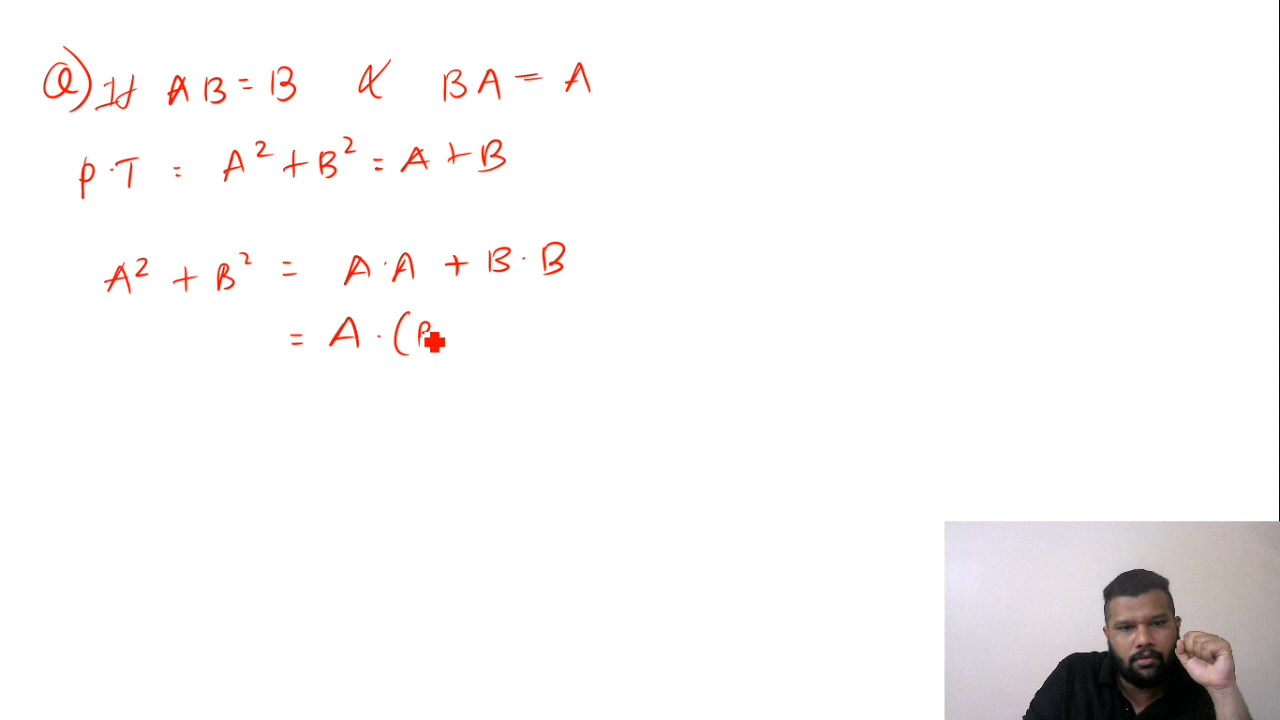 Q) If AB = B & BA = A
P.T = A² + B² = A + B
A² + B² = A·A + B·B
= A·(B